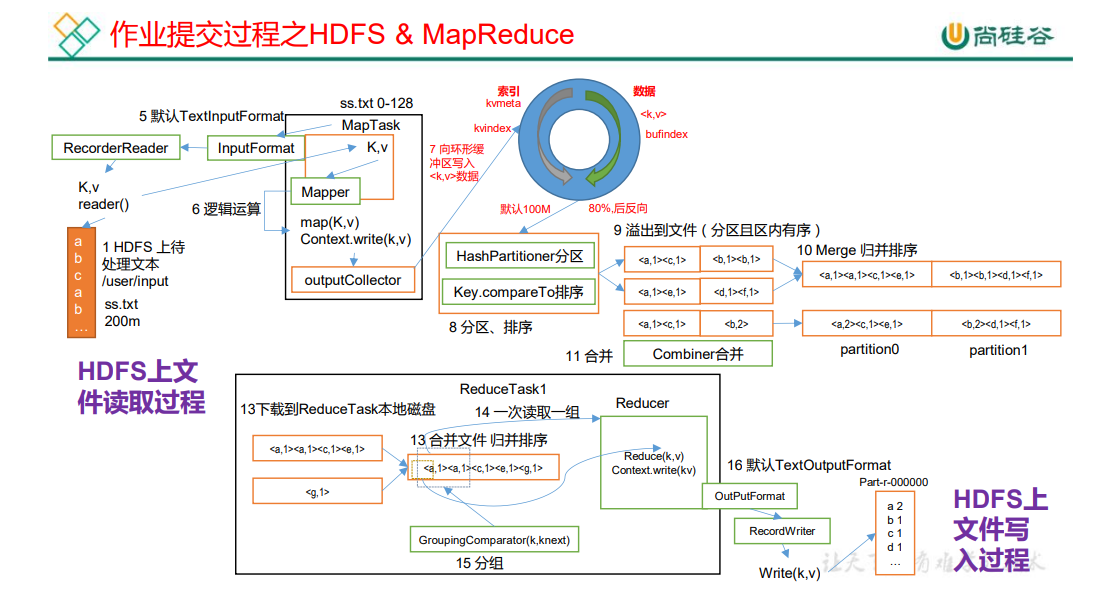 作业提交过程之HDFS & MapReduce
尚硅谷
5 默认TextInputFormat
ss.txt 0-128
MapTask
RecorderReader
InputFormat
K,v
K,v
reader()
Mapper
6 逻辑运算
map(K,v)
Context.write(k,v)
outputCollector
a
b
c
a
b
…
1 HDFS 上待
处理文本
/user/input
ss.txt
200m
HDFS上文
件读取过程
索引
kvmeta
kvindex
数据
<k,v>
bufindex
7 向环形缓
冲区写入
<k,v>数据
默认100M
80%,后反向
HashPartitioner分区
Key.compareTo排序
8 分区、排序
9 溢出到文件（分区且区内有序）
<a,1><c,1>
<b,1><b,1>
<a,1><e,1>
<d,1><f,1>
<a,1><c,1>
<b,2>
10 Merge 归并排序
<a,1><a,1><c,1><e,1>
<b,1><b,1><d,1><f,1>
<a,2><c,1><e,1>
<b,2><d,1><f,1>
partition0
partition1
11 合并
Combiner合并
ReduceTask1
13下载到ReduceTask本地磁盘
14 一次读取一组
Reducer
<a,1><a,1><c,1><e,1>
<g,1>
13 合并文件 归并排序
<a,1><a,1><c,1><e,1><g,1>
Reduce(k,v)
Context.write(kv)
GroupingComparator(k,knext)
15 分组
16 默认TextOutputFormat
OutPutFormat
RecordWriter
Write(k,v)
Part-r-000000
a 2
b 1
c 1
d 1
…
HDFS上
文件写
入过程
让天 角难 术